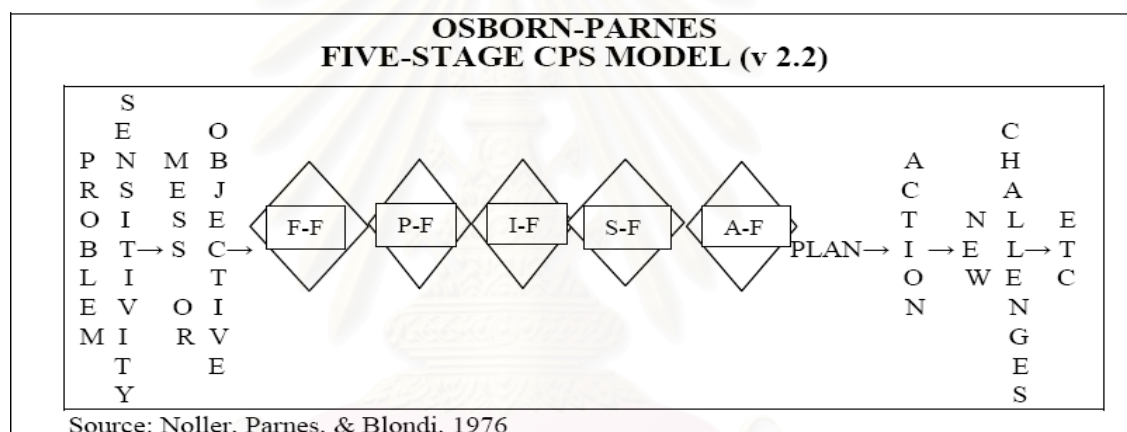 OSBORN-PARNES
FIVE-STAGE CPS MODEL (v 2.2)
PROBLEM
SENSITIVITY
→
MESS
OR
OBJECTIVE
→
F-F
P-F
I-F
S-F
A-F
PLAN→
ACTION
→
NEW
CHALLENGES
→
ETC
Source: Noller, Parnes, & Blondi, 1976